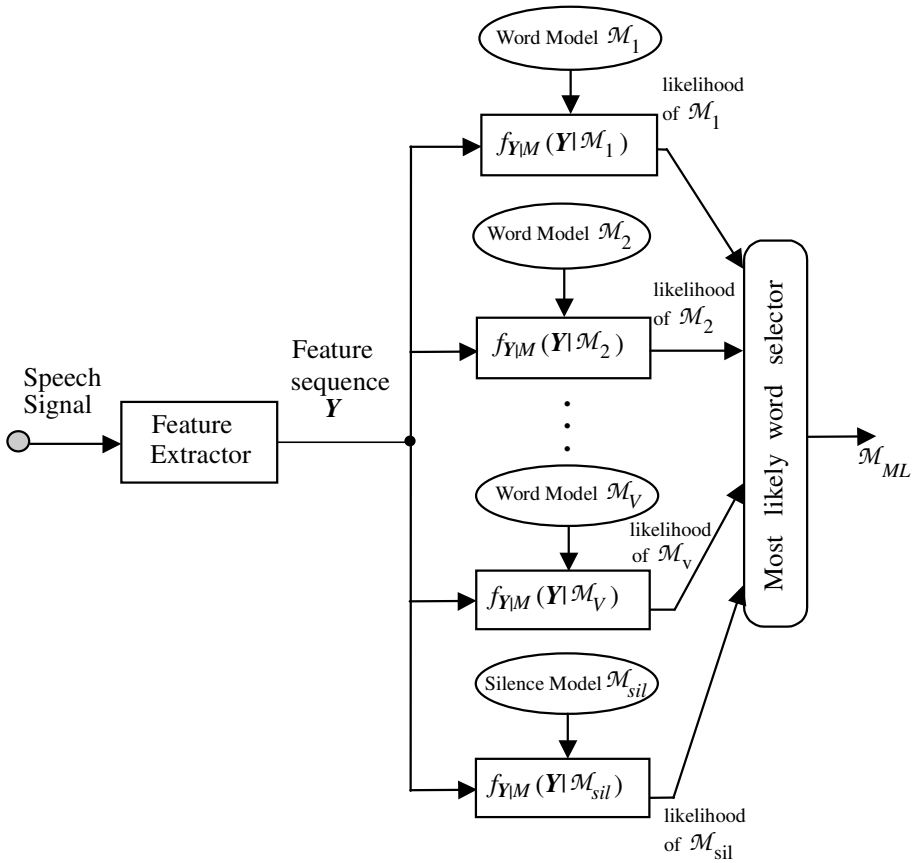 Word Model ℳ1
likelihood
of ℳ1
fY|M (Y|ℳ1)
Word Model ℳ2
likelihood
of ℳ2
fY|M (Y|ℳ2)
Feature
sequence
Y
Speech
Signal
Feature
Extractor
Most likely word selector
ℳML
Word Model ℳV
likelihood
of ℳv
fY|M (Y|ℳV)
Silence Model ℳsil
fY|M (Y|ℳsil)
likelihood
of ℳsil